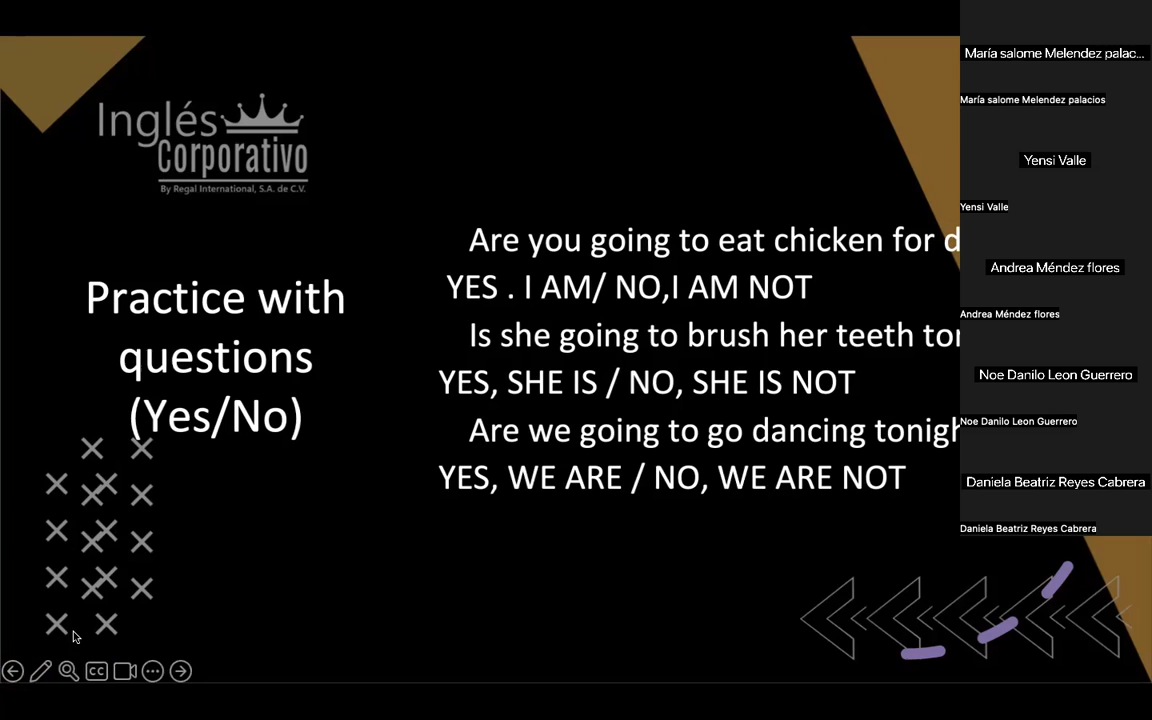 Inglés
Corporativo
By Regal International, S.A. de C.V.
Practice with
questions
(Yes/No)
Are you going to eat chicken for
YES . I AM/ NO,I AM NOT
Is she going to brush her teeth
YES, SHE IS / NO, SHE IS NOT
Are we going to go dancing
YES, WE ARE / NO, WE ARE NOT
María salome Melendez palac...
María salome Melendez palacios
Yensi Valle
Yensi Valle
Andrea Méndez flores
Andrea Méndez flores
Noe Danilo Leon Guerrero
Noe Danilo Leon Guerrero
Daniela Beatriz Reyes Cabrera
Daniela Beatriz Reyes Cabrera
CC